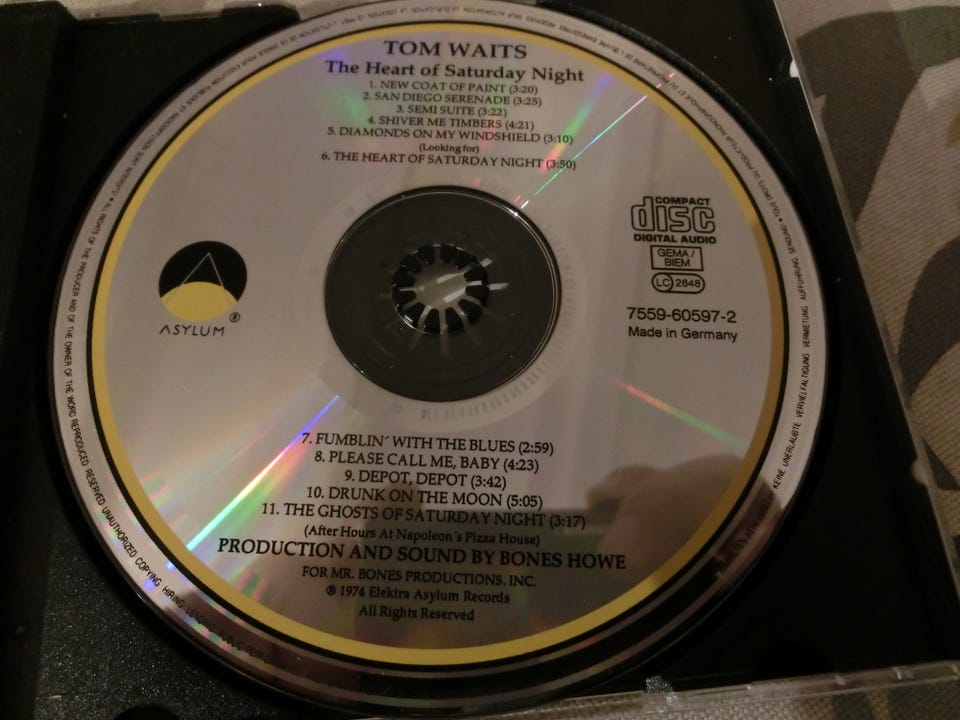 TOM WAITS
The Heart of Saturday Night
1. NEW COAT OF PAINT (3:20)
2. SAN DIEGO SERENADE (3:25)
3. SEMI SUITE (3:22)
4. SHIVER ME TIMBERS (4:21)
5. DIAMONDS ON MY WINDSHIELD (3:10)
(Looking for)
6. THE HEART OF SATURDAY NIGHT (3:50)
ASYLUM ®
COMPACT
disc
DIGITAL AUDIO
GEMA /
BIEM
LC 2648
7559-60597-2
Made in Germany
7. FUMBLIN´ WITH THE BLUES (2:59)
8. PLEASE CALL ME, BABY (4:23)
9. DEPOT, DEPOT (3:42)
10. DRUNK ON THE MOON (5:05)
11. THE GHOSTS OF SATURDAY NIGHT (3:17)
(After Hours At Napoleon´s Pizza House)
PRODUCTION AND SOUND BY BONES HOWE
FOR MR. BONES PRODUCTIONS. INC.
℗ 1974 Elektra Asylum Records
All Rights Reserved
ALL RIGHTS OF THE PRODUCER AND OF THE OWNER OF THE WORD REPRODUCED RESERVED UNAUTHORIZED COPYING HIRING LENDING PUBLIC
KEINE UNERLAUBTE VERVIELFÄLTIGUNG VERMIETUNG AUFFÜHRUNG SENDUNG